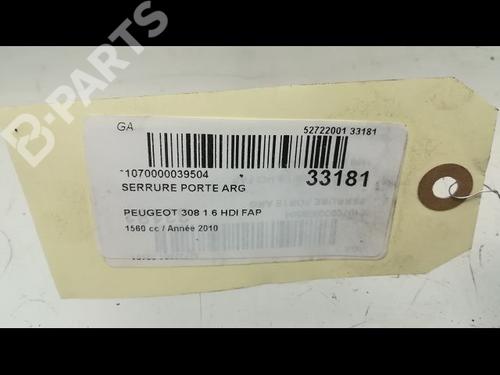 B-PARTS
GA
52722001 33181
*1070000039504
33181
SERRURE PORTE ARG
PEUGEOT 308 1 6 HDI FAP
1560 cc / Année 2010